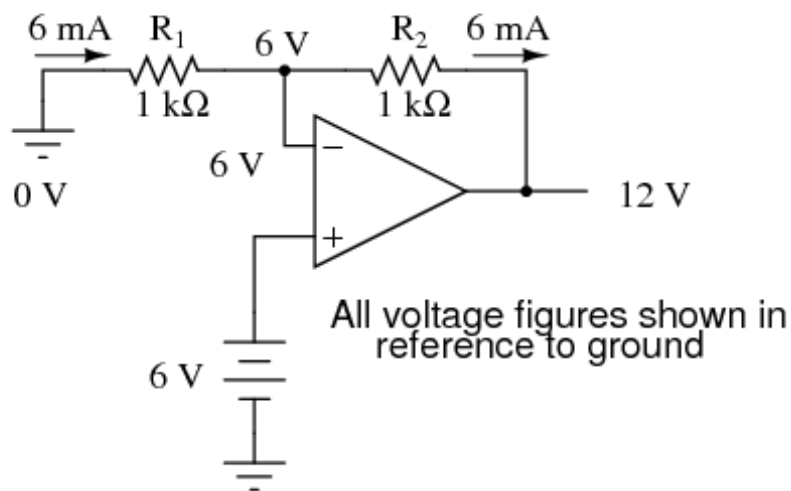 6 mA R₁ 6 V R₂ 6 mA
1 kΩ 1 kΩ
6 V −
0 V 12 V
+
All voltage figures shown in
reference to ground
6 V